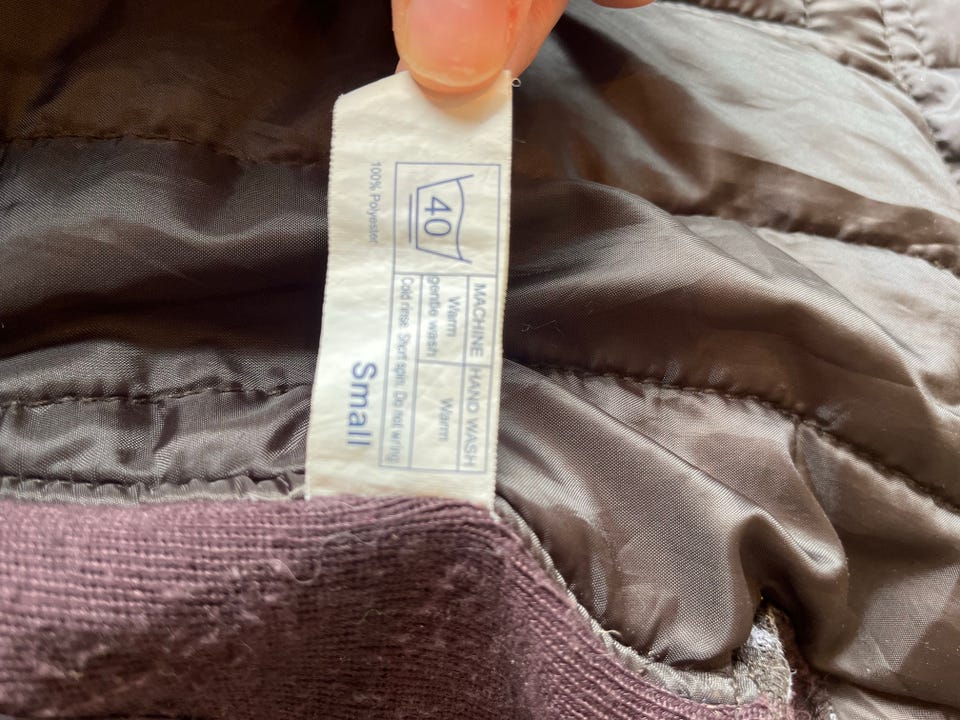 40
MACHINE
HAND WASH
Warm
gentle wash
Warm
Cold rinse. Short spin. Do not wring
100% Polyester
Small